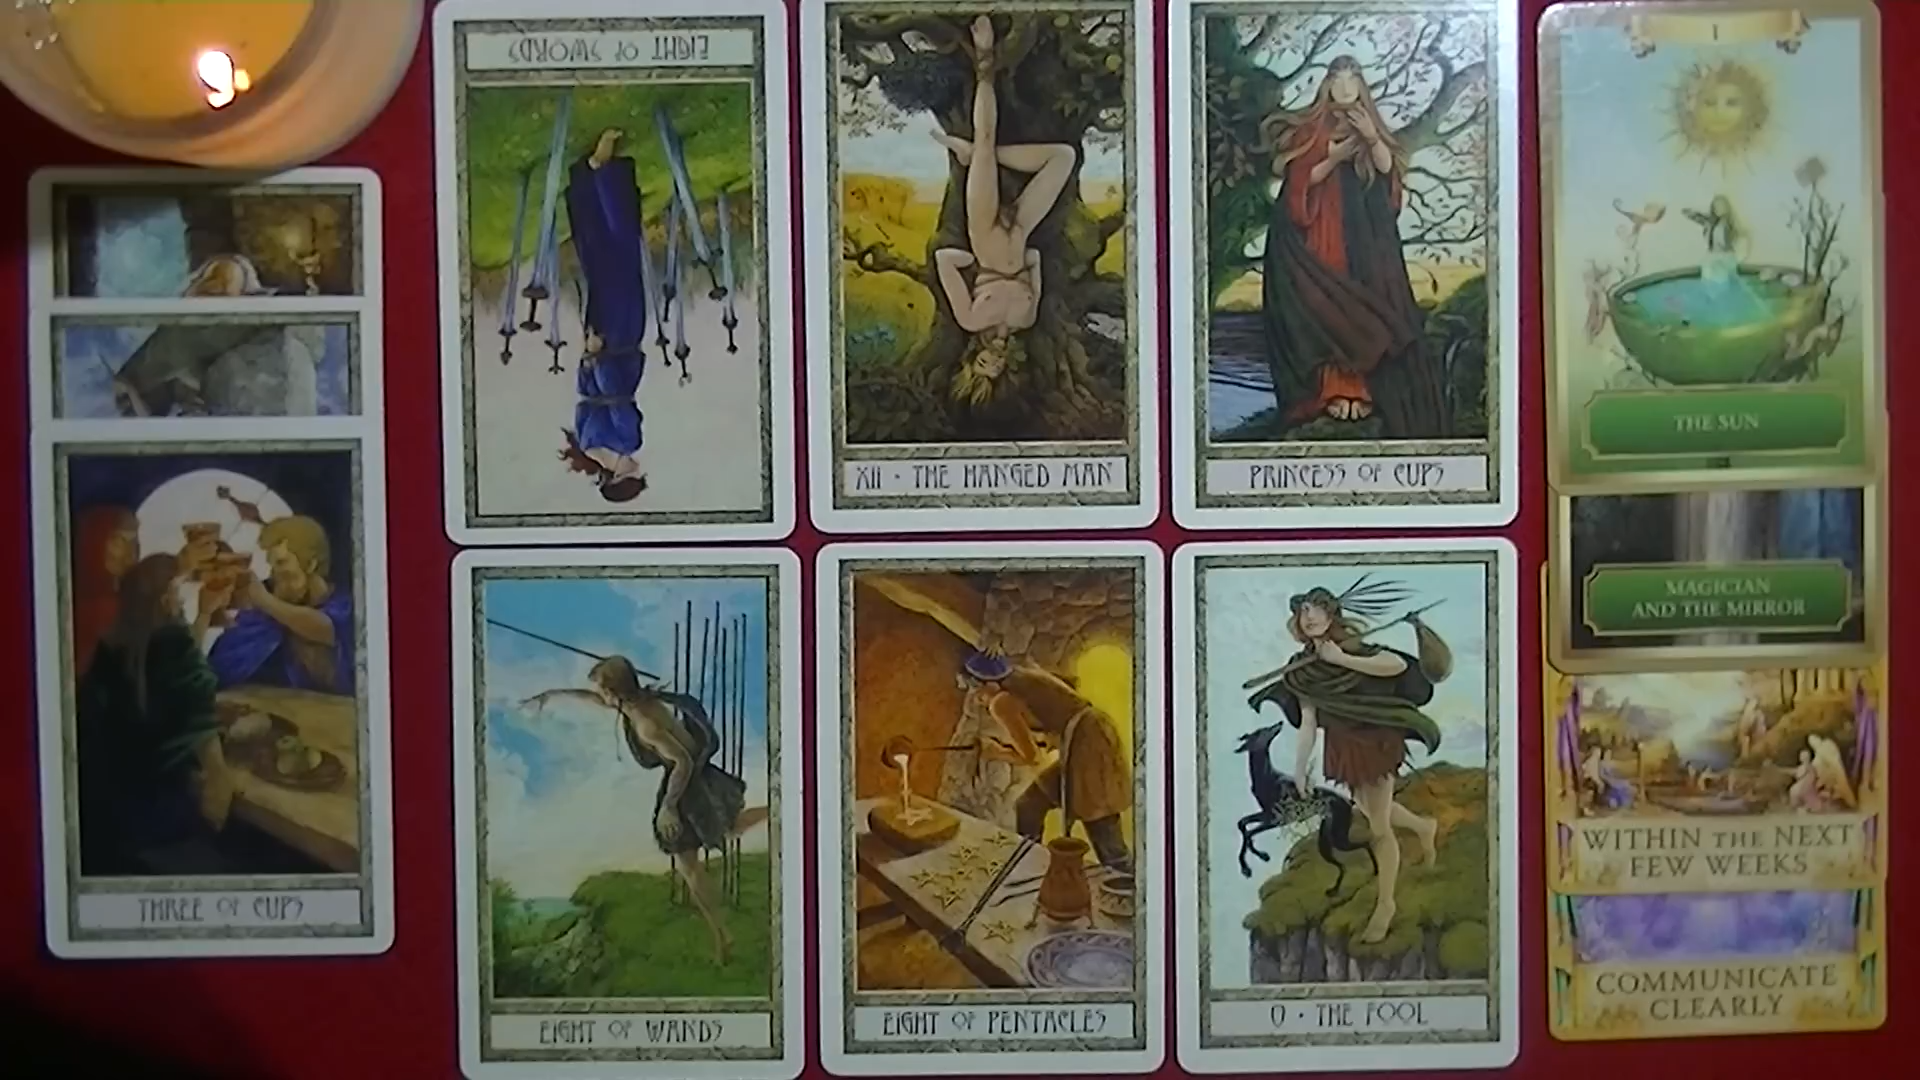 EIGHT OF SWORDS
XII · THE HANGED MAN
PRINCESS OF CUPS
I
THE SUN
MAGICIAN
AND THE MIRROR
WITHIN THE NEXT
FEW WEEKS
COMMUNICATE
CLEARLY
THREE OF CUPS
EIGHT OF WANDS
EIGHT OF PENTACLES
0 · THE FOOL